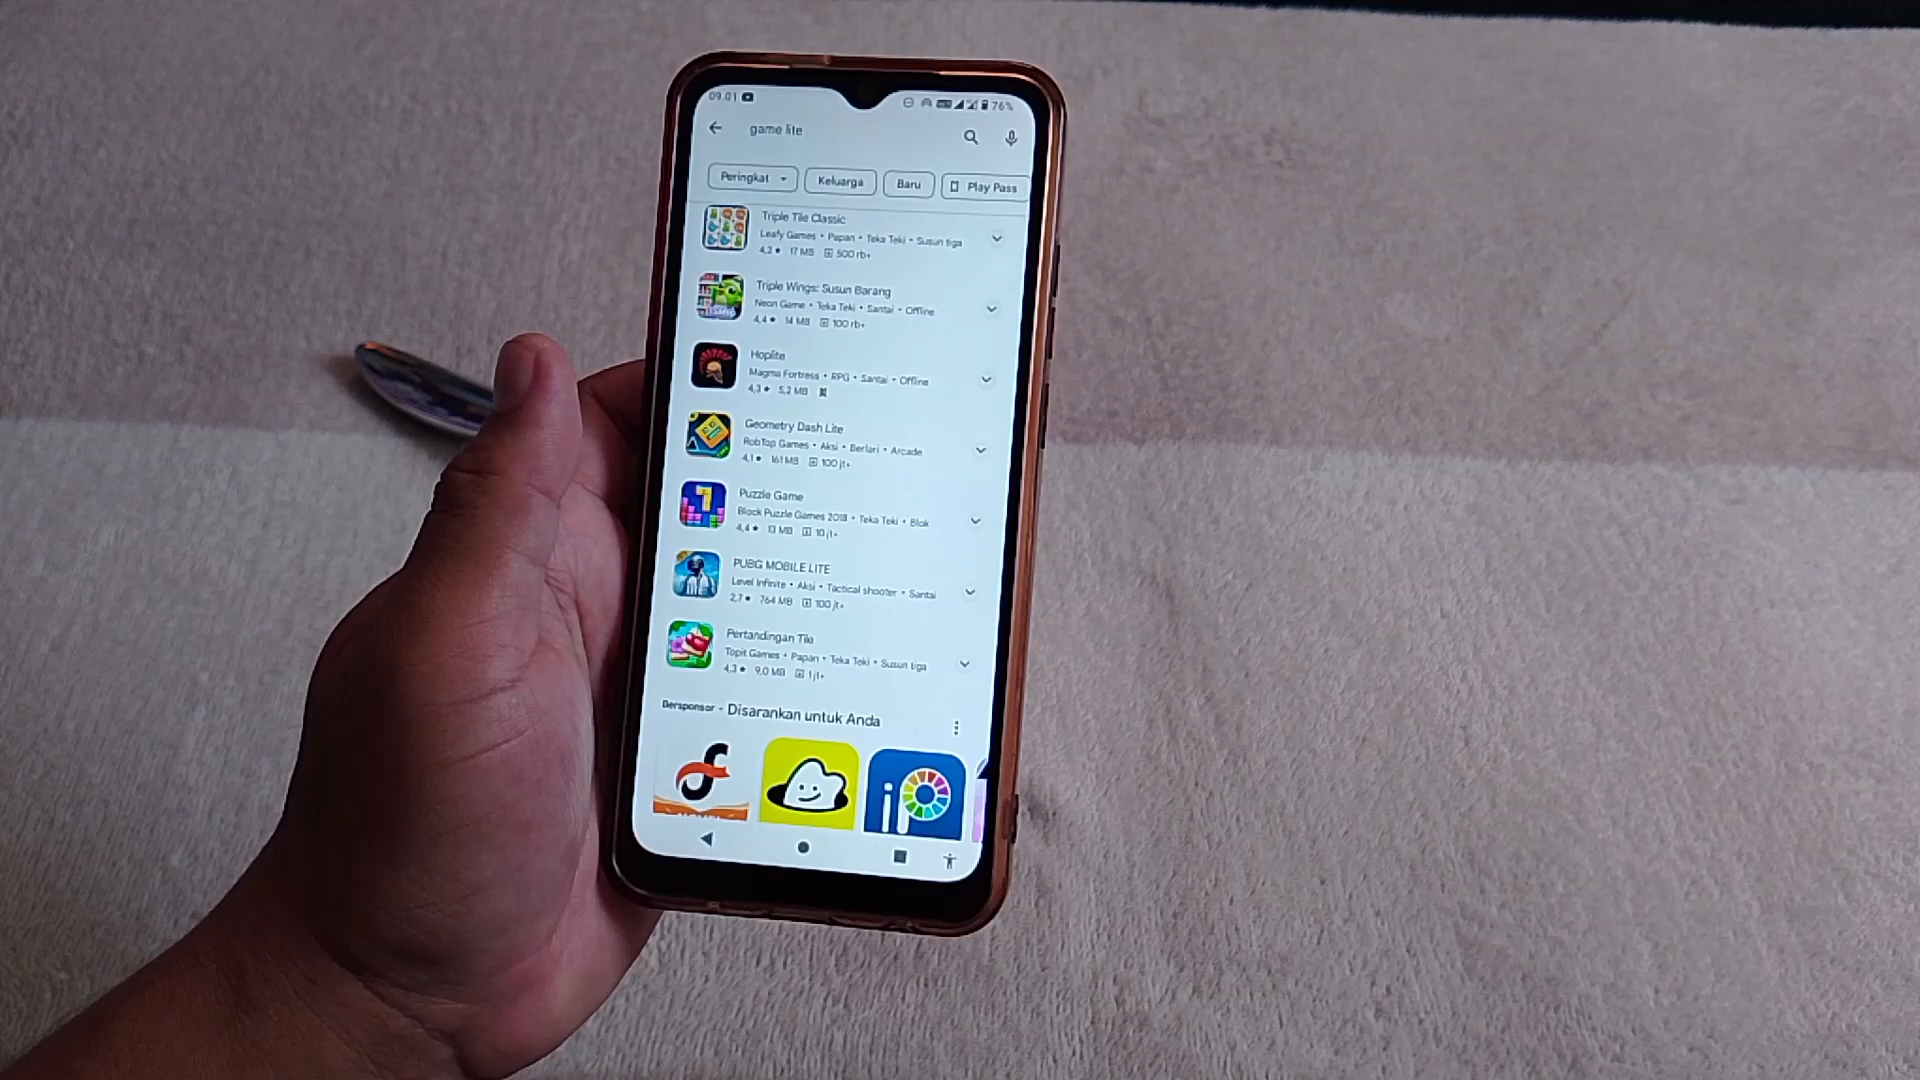 09.01 76%
game lite
Peringkat Keluarga Baru Play Pass
Triple Tile Classic
Leafy Games • Papan • Teka Teki • Susun tiga
4,2★ 17 MB 500 rb+
Triple Wings: Susun Barang
Neon Game • Teka Teki • Santai • Offline
4,4★ 14 MB 100 rb+
Hoplite
Magma Fortress • RPG • Santai • Offline
4,3★ 5,2 MB
Geometry Dash Lite
RobTop Games • Aksi • Berlari • Arcade
4,1★ 161 MB 100 jt+
Puzzle Game
Block Puzzle Games 2018 • Teka Teki • Blok
4,4★ 13 MB 10 jt+
PUBG MOBILE LITE
Level Infinite • Aksi • Tactical shooter • Santai
2,7★ 764 MB 100 jt+
Pertandingan Tile
Topit Games • Papan • Teka Teki • Susun tiga
4,3★ 9,0 MB 1 jt+
Bersponsor • Disarankan untuk Anda
iP